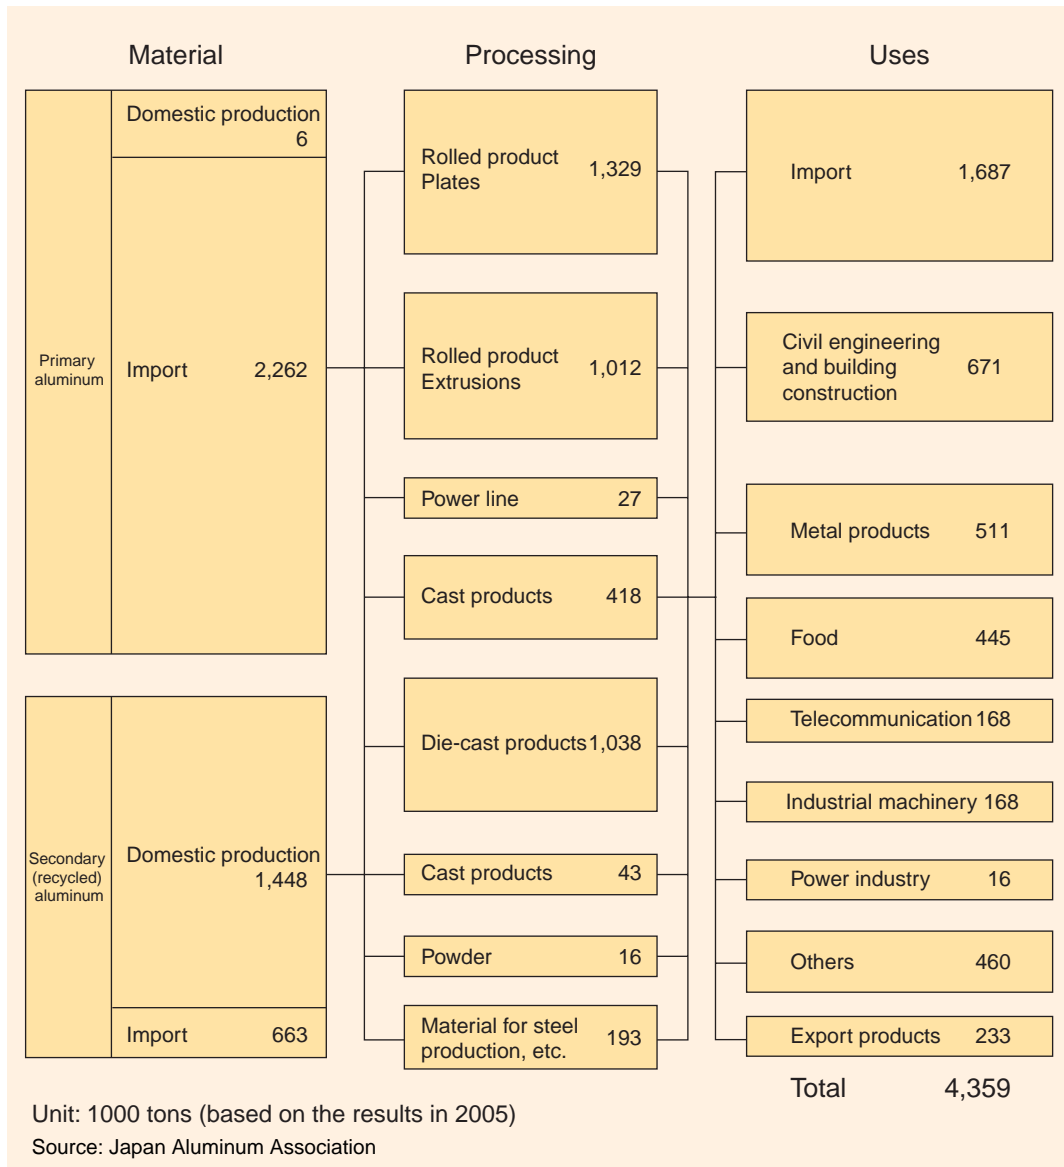 Material
Processing
Uses
Primary
aluminum
Domestic production
6
Import 2,262
Secondary
(recycled)
aluminum
Domestic production
1,448
Import 663
Rolled product
Plates 1,329
Rolled product
Extrusions 1,012
Power line 27
Cast products 418
Die-cast products 1,038
Cast products 43
Powder 16
Material for steel
production, etc. 193
Import 1,687
Civil engineering
and building 671
construction
Metal products 511
Food 445
Telecommunication 168
Industrial machinery 168
Power industry 16
Others 460
Export products 233
Total 4,359
Unit: 1000 tons (based on the results in 2005)
Source: Japan Aluminum Association